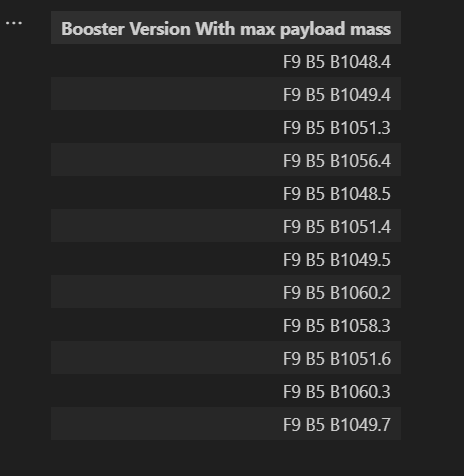 ...
Booster Version With max payload mass
F9 B5 B1048.4
F9 B5 B1049.4
F9 B5 B1051.3
F9 B5 B1056.4
F9 B5 B1048.5
F9 B5 B1051.4
F9 B5 B1049.5
F9 B5 B1060.2
F9 B5 B1058.3
F9 B5 B1051.6
F9 B5 B1060.3
F9 B5 B1049.7